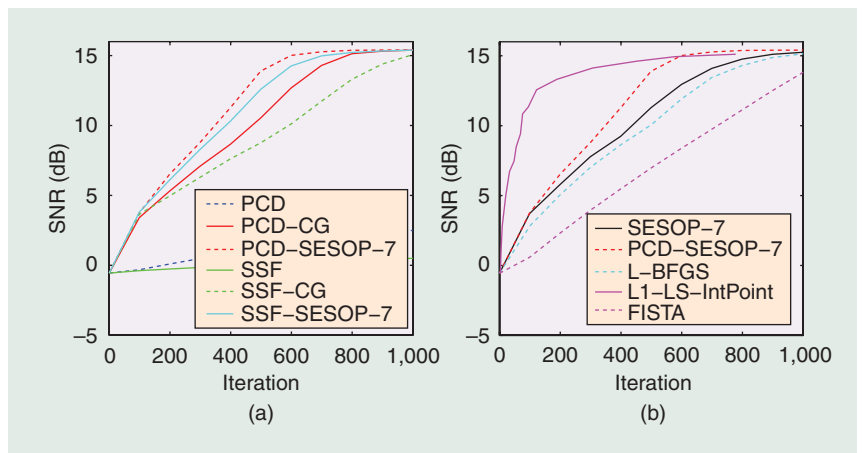 15
10
5
0
–5
SNR (dB)
PCD
PCD–CG
PCD–SESOP–7
SSF
SSF–CG
SSF–SESOP–7
0 200 400 600 800 1,000
Iteration
(a)
15
10
5
0
–5
SNR (dB)
SESOP–7
PCD–SESOP–7
L–BFGS
L1–LS–IntPoint
FISTA
0 200 400 600 800 1,000
Iteration
(b)